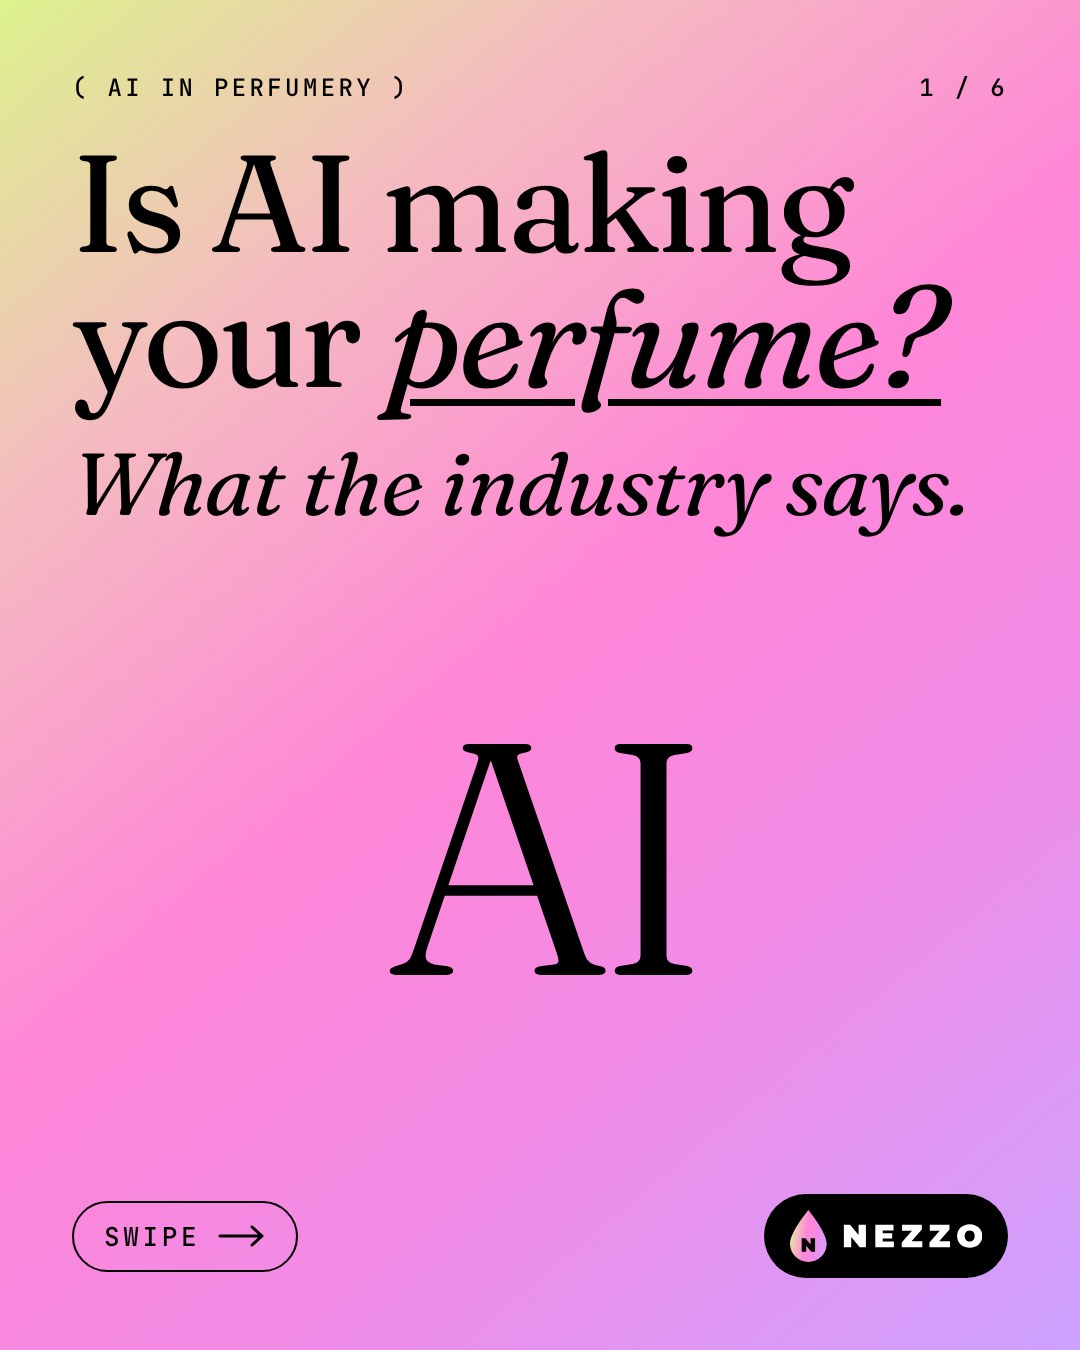 ( AI IN PERFUMERY )
1 / 6
Is AI making
your perfume?
What the industry says.
AI
SWIPE →
N NEZZO